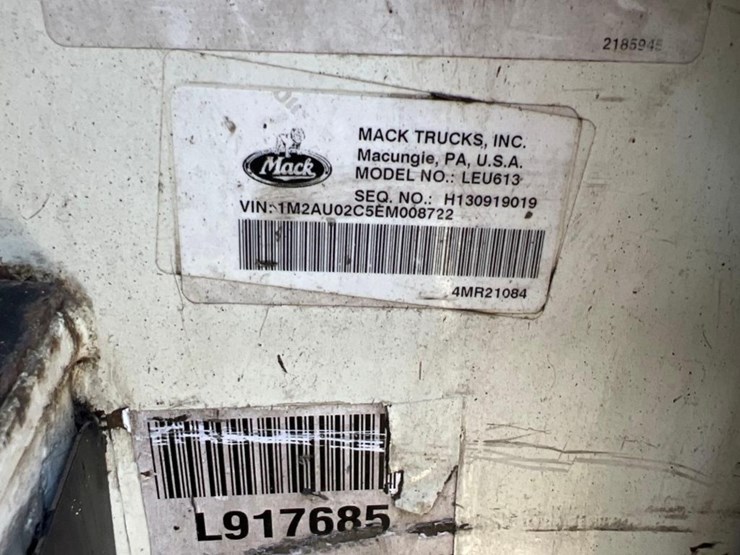 2185945
Mack
MACK TRUCKS, INC.
Macungie, PA, U.S.A.
MODEL NO.: LEU613
SEQ. NO.: H130919019
VIN: 1M2AU02C5EM008722
4MR21084
L917685